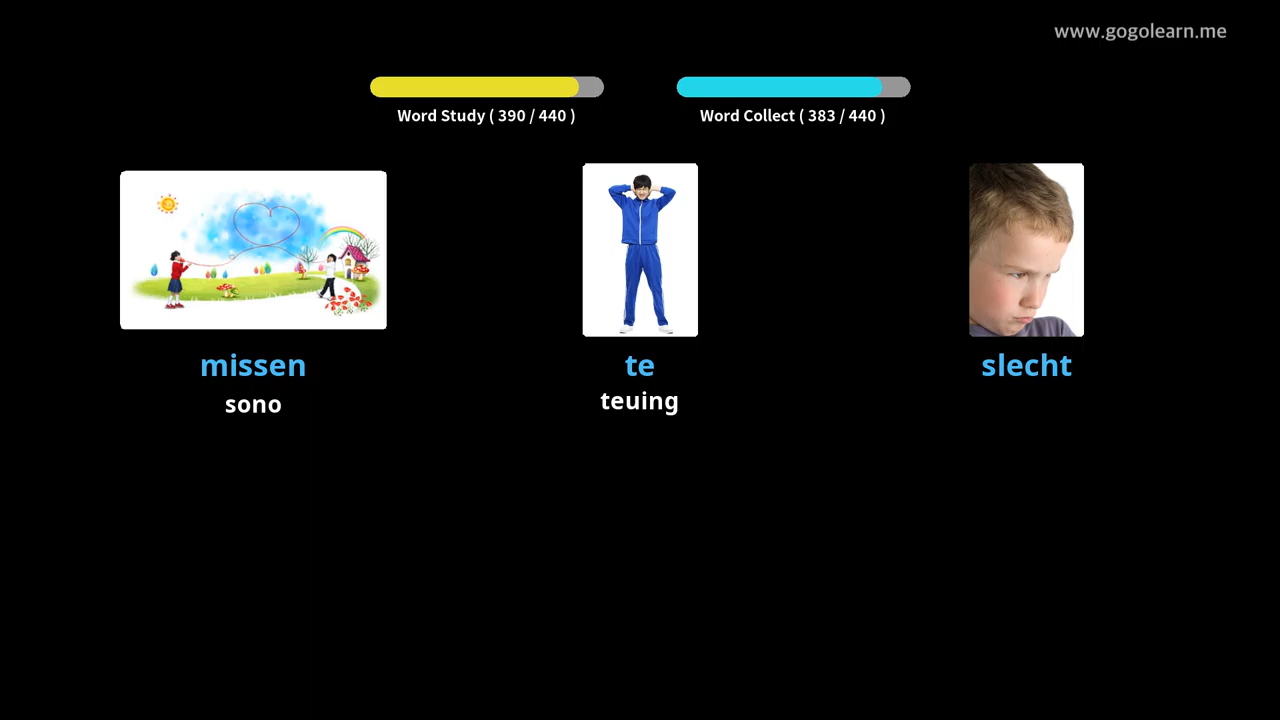 www.gogolearn.me
Word Study ( 390 / 440 )
Word Collect ( 383 / 440 )
missen
sono
te
teuing
slecht